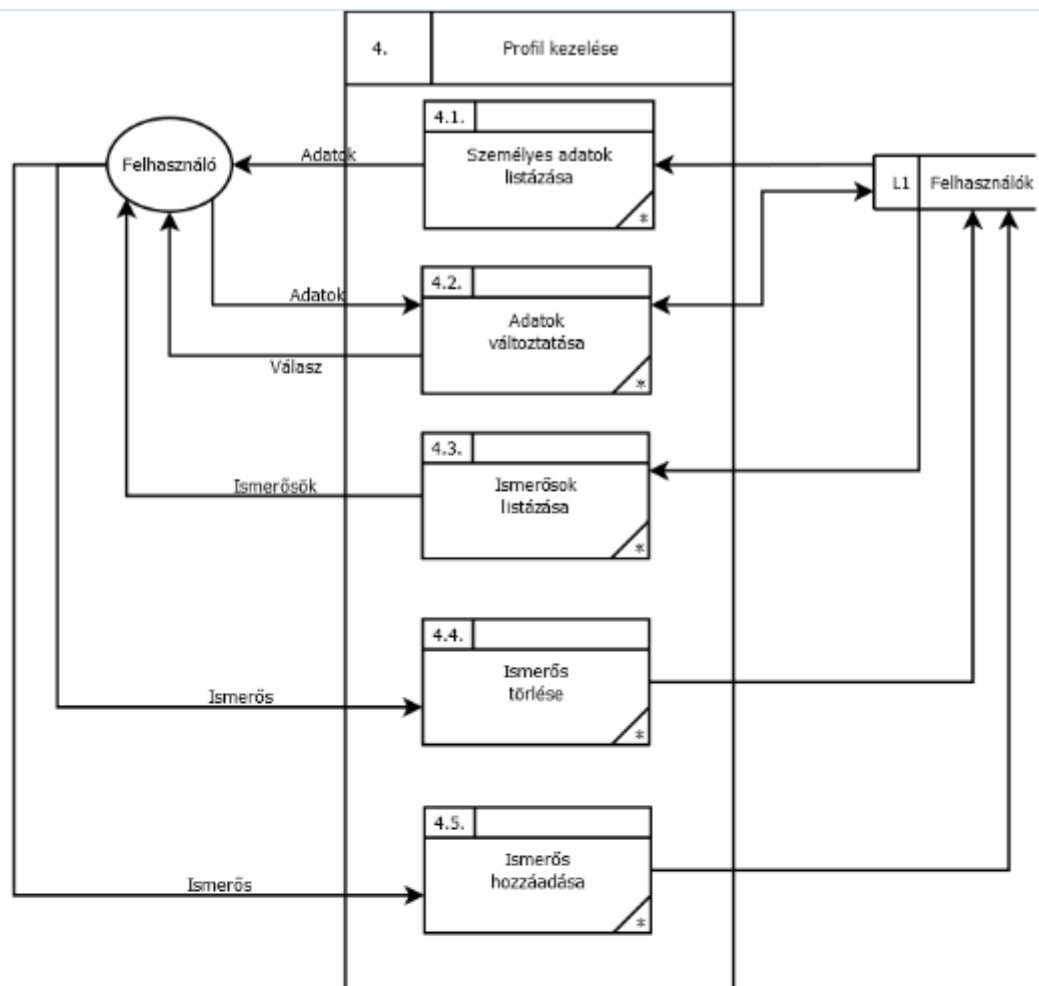 4.
Profil kezelése
4.1.
Személyes adatok
listázása
*
Felhasználó
Adatok
L1
Felhasználók
4.2.
Adatok
változtatása
*
Adatok
Válasz
4.3.
Ismerősok
listázása
*
Ismerősök
4.4.
Ismerős
törlése
*
Ismerős
4.5.
Ismerős
hozzáadása
*
Ismerős